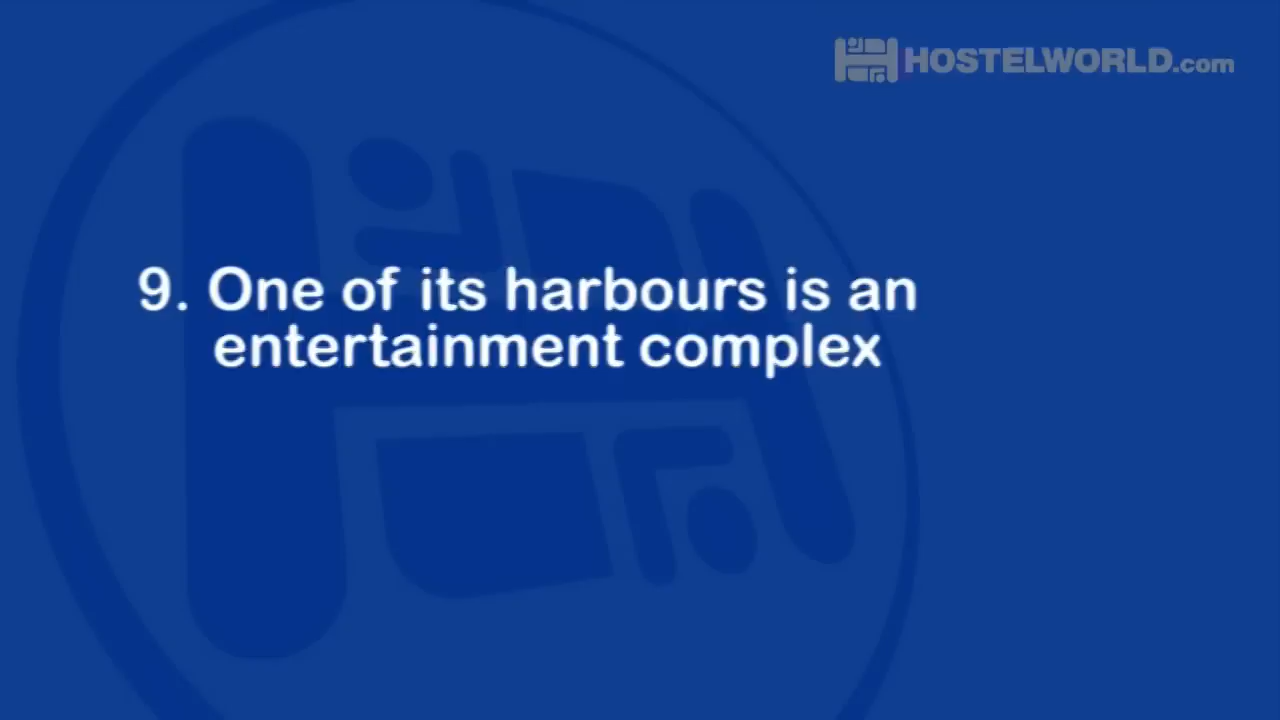 HOSTELWORLD.com
9. One of its harbours is an
entertainment complex